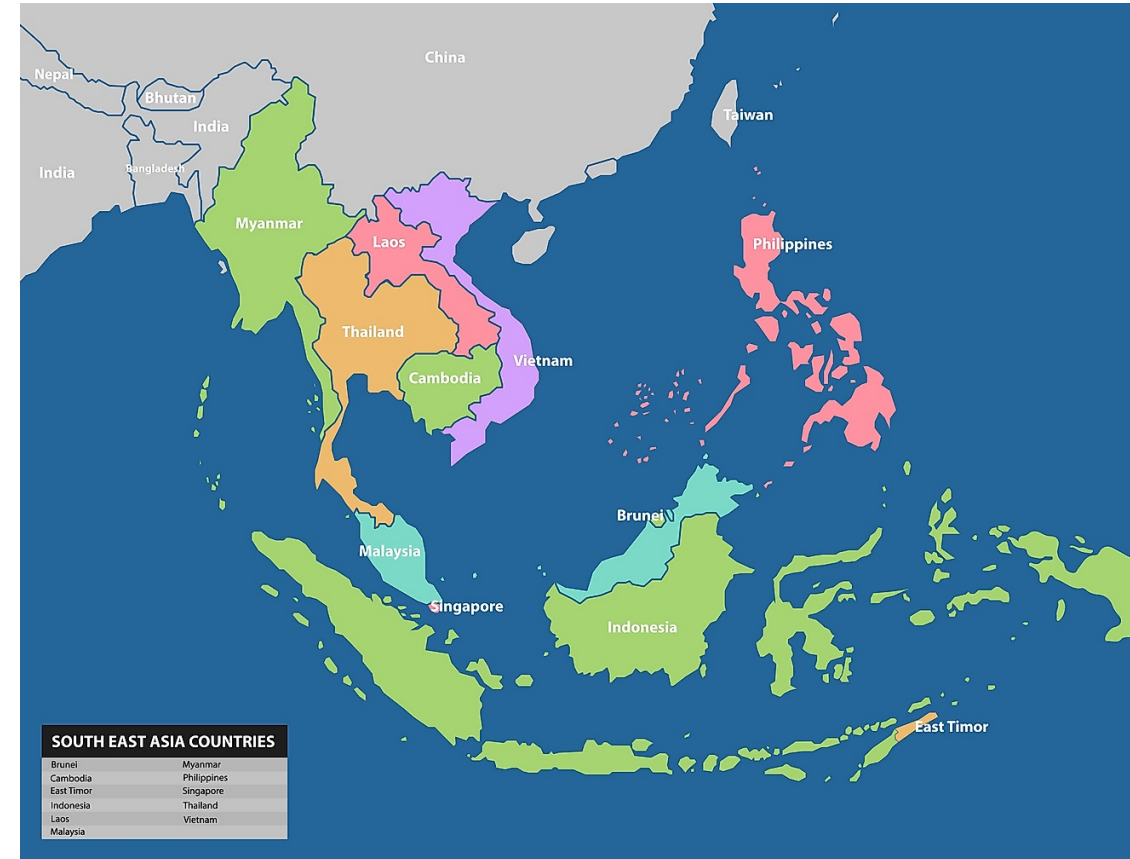 China
Nepal
Bhutan
Taiwan
India
Bangladesh
India
Myanmar
Laos
Philippines
Thailand
Vietnam
Cambodia
Brunei
Malaysia
Singapore
Indonesia
East Timor
SOUTH EAST ASIA COUNTRIES
Brunei Myanmar
Cambodia Philippines
East Timor Singapore
Indonesia Thailand
Laos Vietnam
Malaysia